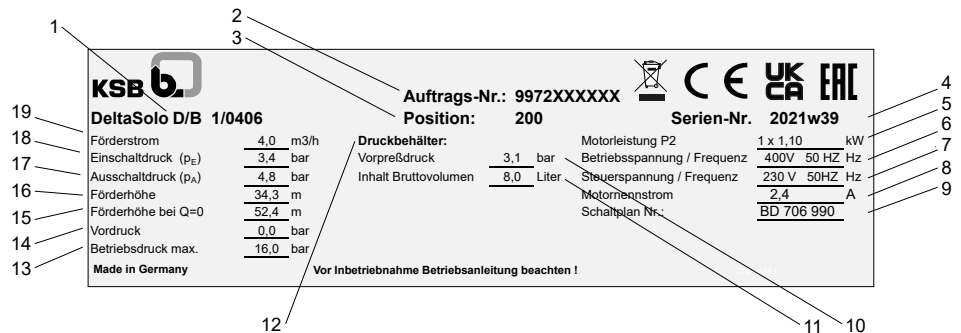 1
2
3
KSB b.
CE UK CA EAC
Auftrags-Nr.: 9972XXXXXX
DeltaSolo D/B 1/0406
Position: 200
Serien-Nr. 2021w39
4
19
Förderstrom 4,0 m3/h
Druckbehälter:
Motorleistung P2 1 x 1,10 kW
5
18
Einschaltdruck (pE) 3,4 bar
Vorpreßdruck 3,1 bar
Betriebsspannung / Frequenz 400V 50 HZ Hz
6
17
Ausschaltdruck (pA) 4,8 bar
Inhalt Bruttovolumen 8,0 Liter
Steuerspannung / Frequenz 230 V 50HZ Hz
7
16
Förderhöhe 34,3 m
Motornennstrom 2,4 A
8
15
Förderhöhe bei Q=0 52,4 m
Schaltplan Nr.: BD 706 990
9
14
Vordruck 0,0 bar
13
Betriebsdruck max. 16,0 bar
Made in Germany
Vor Inbetriebnahme Betriebsanleitung beachten !
12
11
10